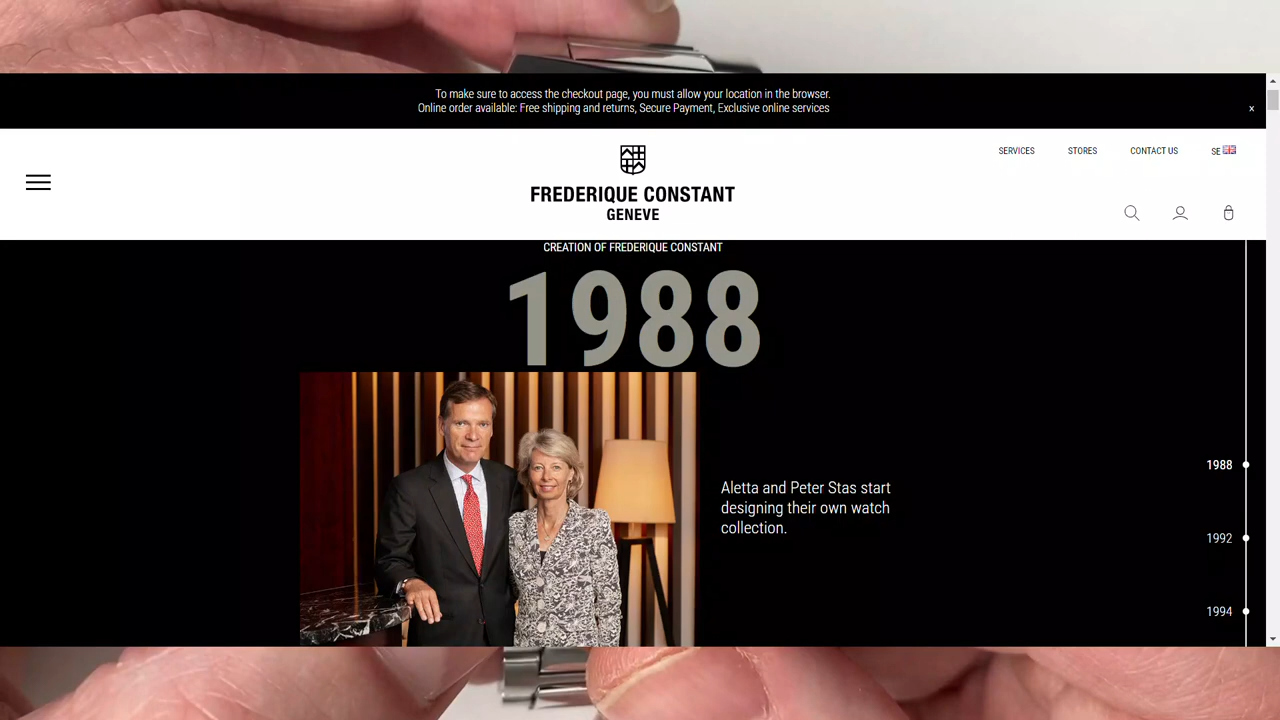 To make sure to access the checkout page, you must allow your location in the browser.
Online order available: Free shipping and returns, Secure Payment, Exclusive online services
x
SERVICES
STORES
CONTACT US
SE
FREDERIQUE CONSTANT
GENEVE
CREATION OF FREDERIQUE CONSTANT
1988
Aletta and Peter Stas start
designing their own watch
collection.
1988
1992
1994